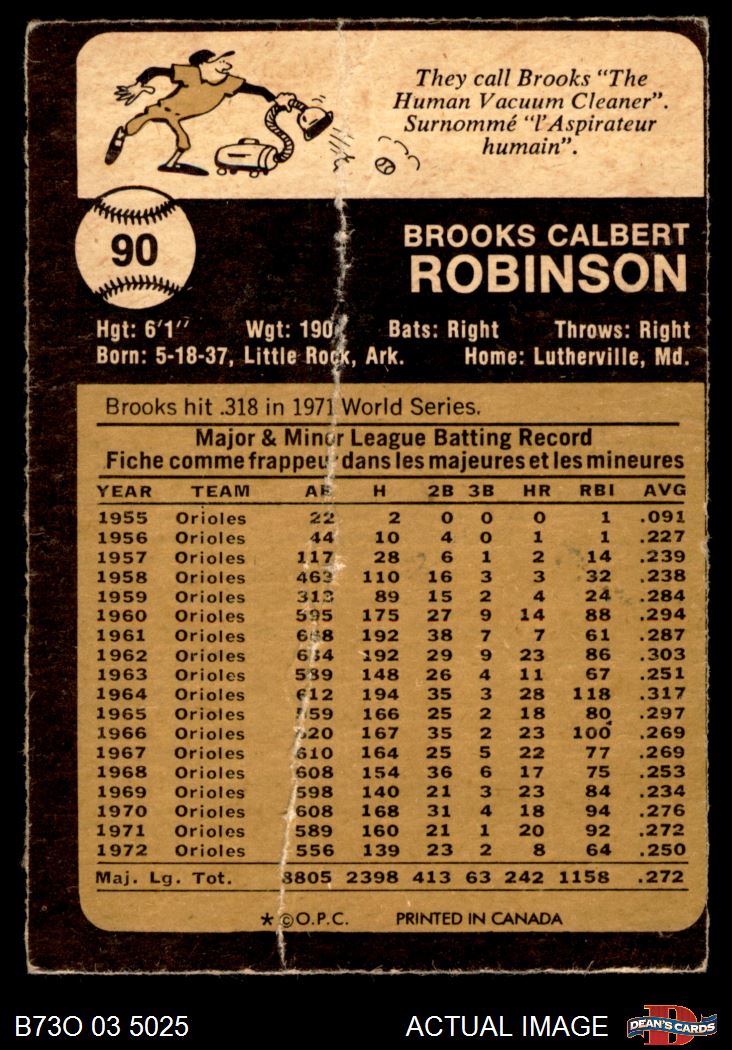 They call Brooks "The
Human Vacuum Cleaner".
Surnommé "l'Aspirateur
humain".
90
BROOKS CALBERT
ROBINSON
Hgt: 6'1" Wgt: 190 Bats: Right Throws: Right
Born: 5-18-37, Little Rock, Ark. Home: Lutherville, Md.
Brooks hit .318 in 1971 World Series.
Major & Minor League Batting Record
Fiche comme frappeur dans les majeures et les mineures
YEAR TEAM AB H 2B 3B HR RBI AVG
1955 Orioles 22 2 0 0 0 1 .091
1956 Orioles 44 10 4 0 1 1 .227
1957 Orioles 117 28 6 1 2 14 .239
1958 Orioles 463 110 16 3 3 32 .238
1959 Orioles 313 89 15 2 4 24 .284
1960 Orioles 595 175 27 9 14 88 .294
1961 Orioles 668 192 38 7 7 61 .287
1962 Orioles 634 192 29 9 23 86 .303
1963 Orioles 589 148 26 4 11 67 .251
1964 Orioles 612 194 35 3 28 118 .317
1965 Orioles 559 166 25 2 18 80 .297
1966 Orioles 620 167 35 2 23 100 .269
1967 Orioles 610 164 25 5 22 77 .269
1968 Orioles 608 154 36 6 17 75 .253
1969 Orioles 598 140 21 3 23 84 .234
1970 Orioles 608 168 31 4 18 94 .276
1971 Orioles 589 160 21 1 20 92 .272
1972 Orioles 556 139 23 2 8 64 .250
Maj. Lg. Tot. 8805 2398 413 63 242 1158 .272
*©O.P.C. PRINTED IN CANADA
B73O 03 5025 ACTUAL IMAGE DEAN'S CARDS